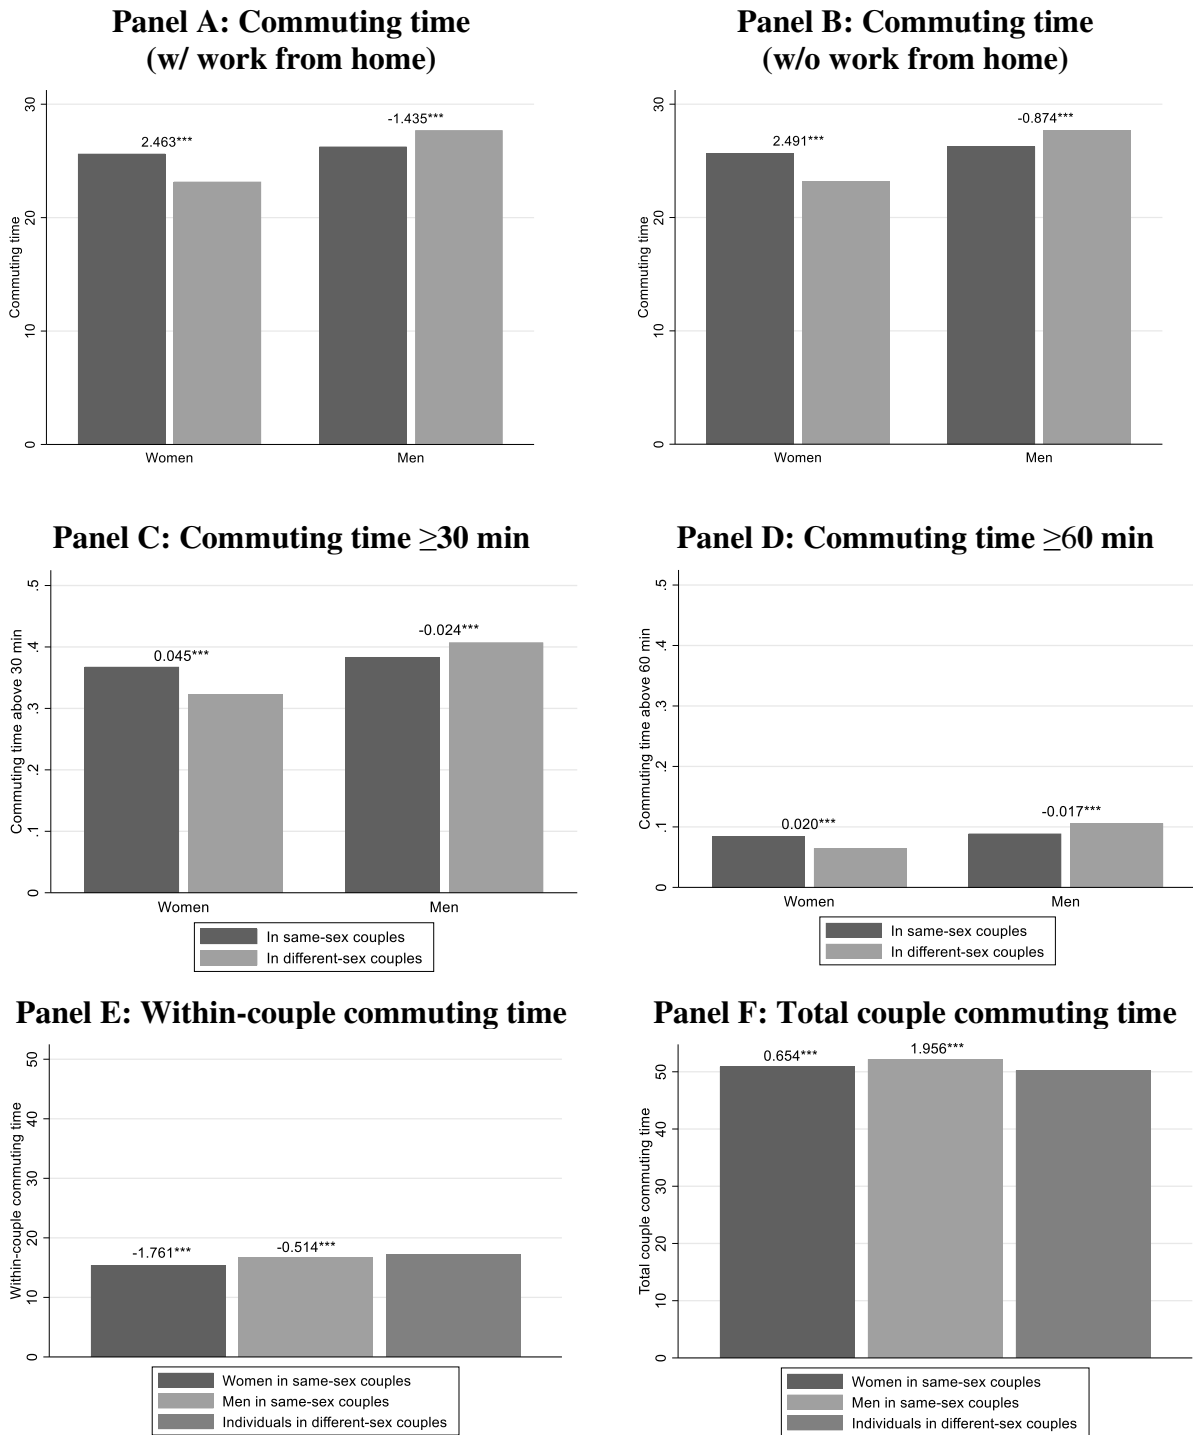 Panel A: Commuting time
(w/ work from home)
Commuting time
30
20
10
0
2.463***
-1.435***
Women
Men
Panel B: Commuting time
(w/o work from home)
Commuting time
30
20
10
0
2.491***
-0.874***
Women
Men
Panel C: Commuting time ≥30 min
Commuting time above 30 min
.5
.4
.3
.2
.1
0
0.045***
-0.024***
Women
Men
In same-sex couples
In different-sex couples
Panel D: Commuting time ≥60 min
Commuting time above 60 min
.5
.4
.3
.2
.1
0
0.020***
-0.017***
Women
Men
In same-sex couples
In different-sex couples
Panel E: Within-couple commuting time
Within-couple commuting time
50
40
30
20
10
0
-1.761***
-0.514***
Women in same-sex couples
Men in same-sex couples
Individuals in different-sex couples
Panel F: Total couple commuting time
Total couple commuting time
50
40
30
20
10
0
0.654***
1.956***
Women in same-sex couples
Men in same-sex couples
Individuals in different-sex couples